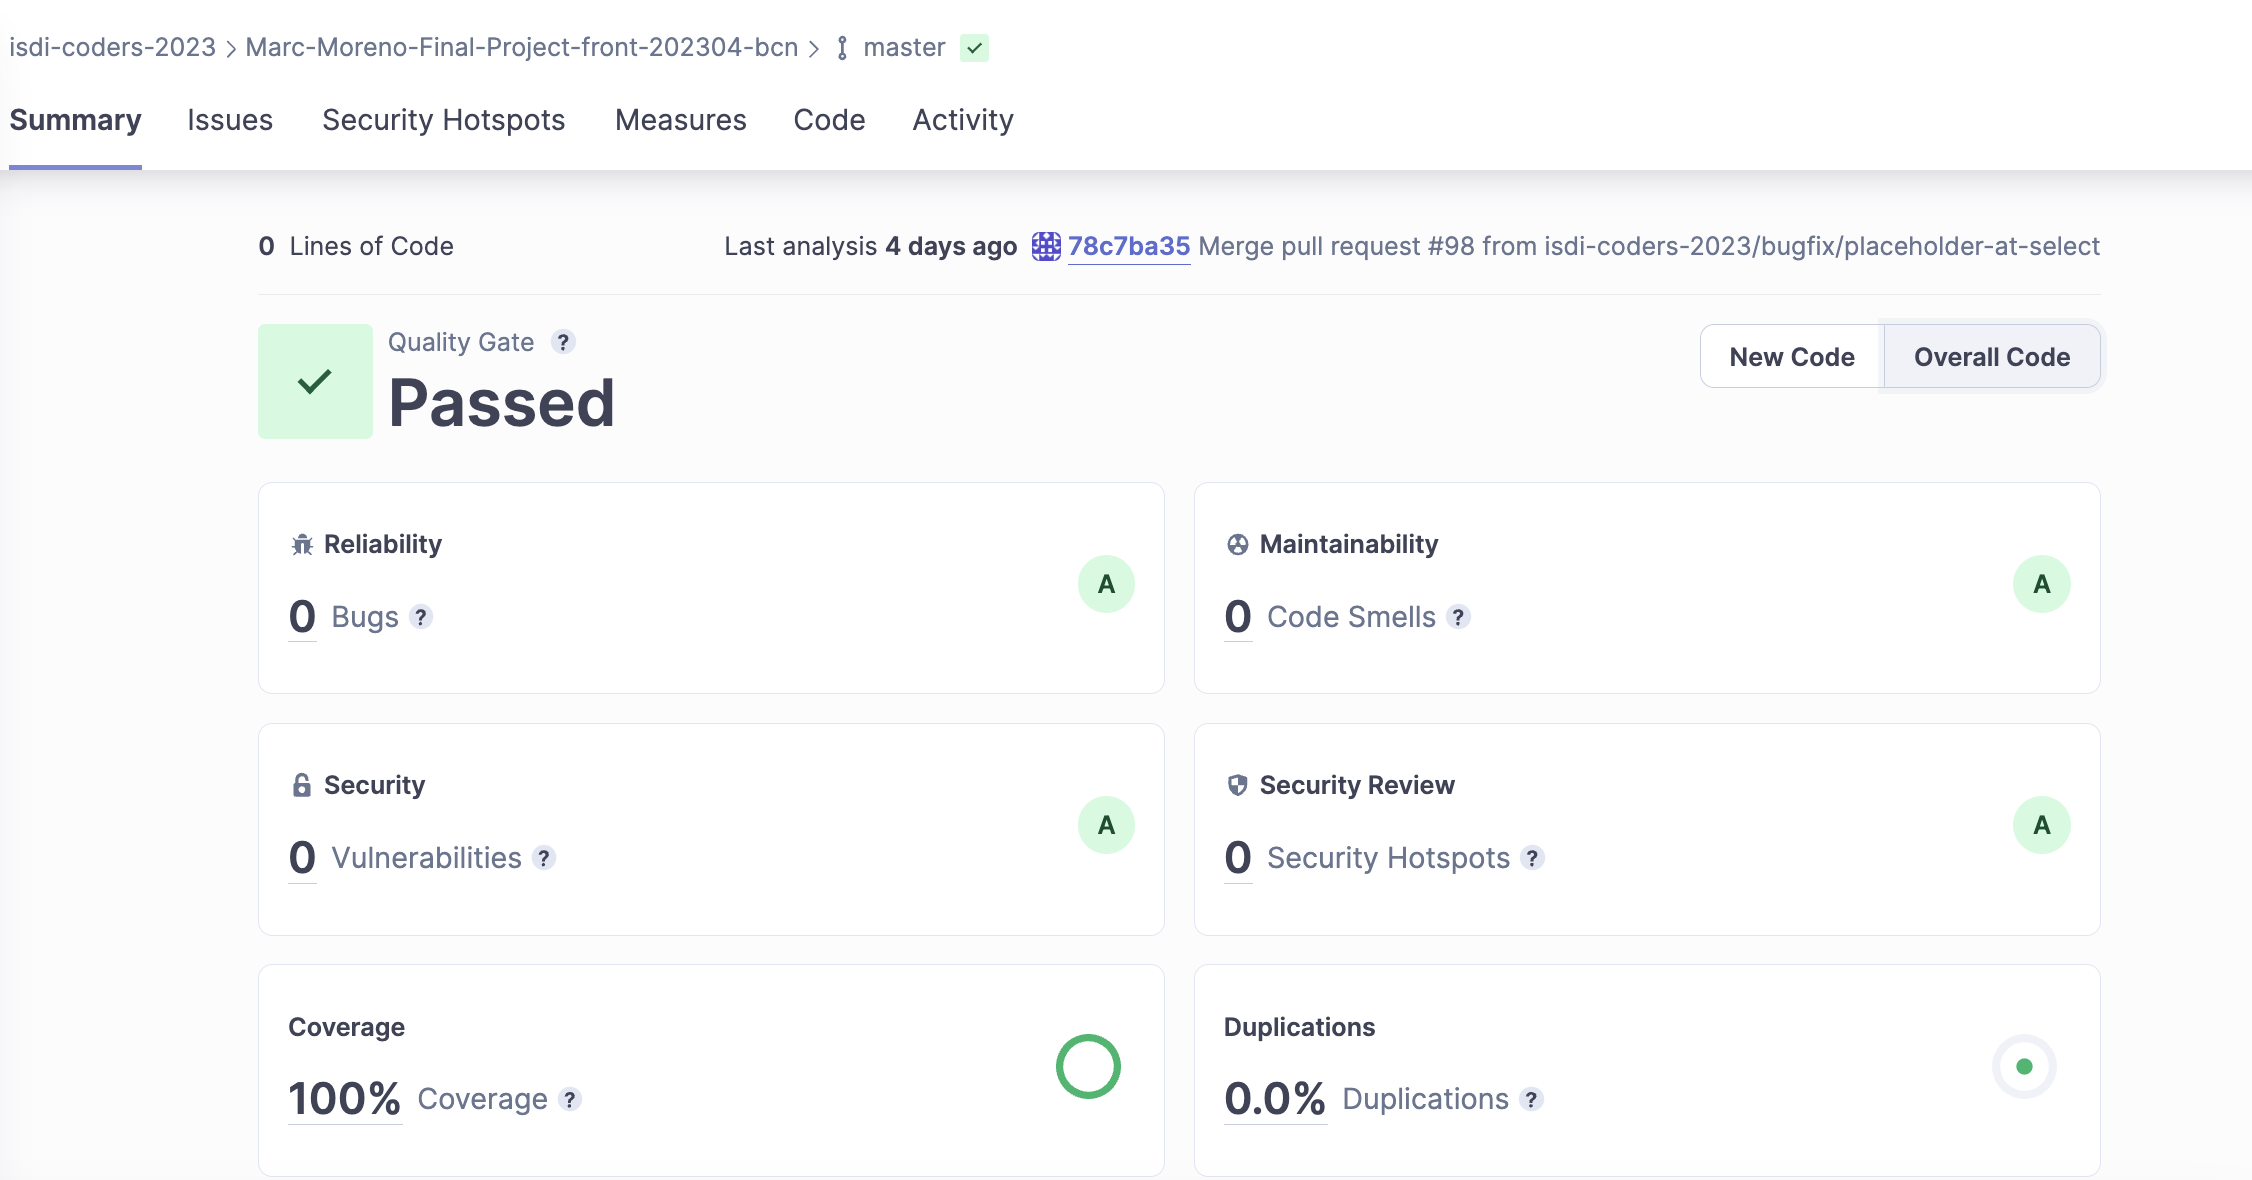 isdi-coders-2023 > Marc-Moreno-Final-Project-front-202304-bcn > master
Summary Issues Security Hotspots Measures Code Activity
0 Lines of Code Last analysis 4 days ago 78c7ba35 Merge pull request #98 from isdi-coders-2023/bugfix/placeholder-at-select
Quality Gate ?
Passed
New Code Overall Code
Reliability
0 Bugs ?
A
Maintainability
0 Code Smells ?
A
Security
0 Vulnerabilities ?
A
Security Review
0 Security Hotspots ?
A
Coverage
100% Coverage ?
Duplications
0.0% Duplications ?